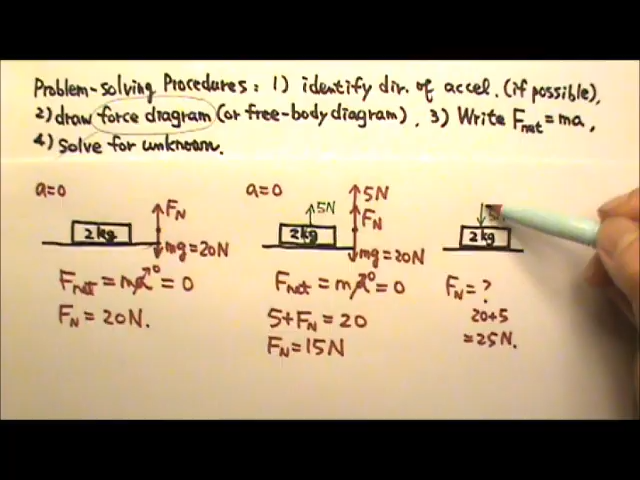 Problem-solving Procedures: 1) identify dir. of accel. (if possible),
2) draw force diagram (or free-body diagram), 3) Write Fnet = ma,
4) Solve for unknown.
a=0
FN
2kg
mg=20N
Fnet = ma→0 = 0
FN = 20N.
a=0
5N
5N
FN
2kg
mg=20N
Fnet = ma→0 = 0
5+FN = 20
FN=15N
2kg
FN = ?
20+5
=25N.